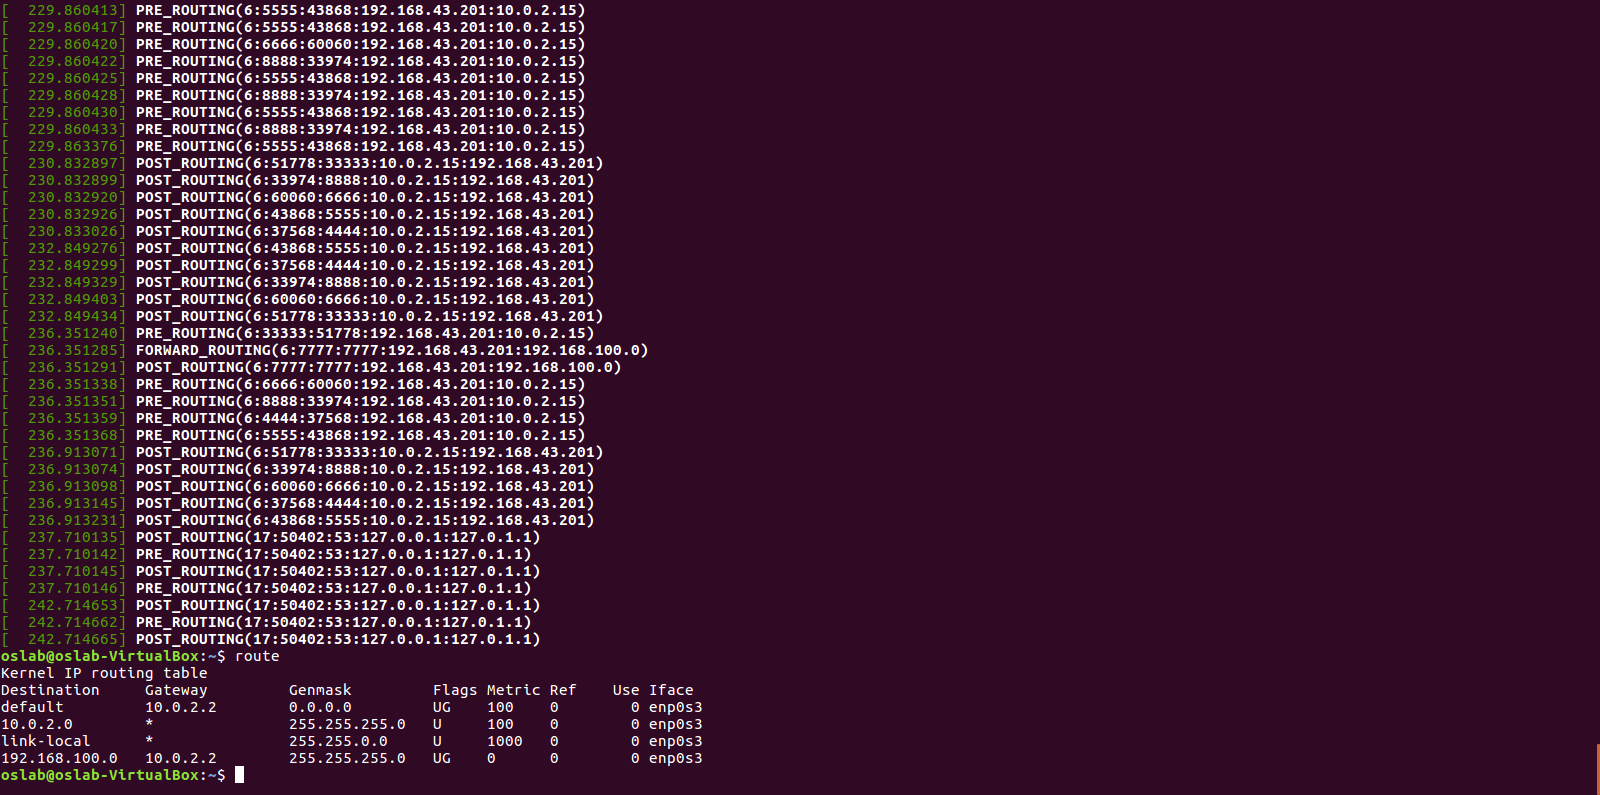 [  229.860413] PRE_ROUTING(6:5555:43868:192.168.43.201:10.0.2.15)
[  229.860417] PRE_ROUTING(6:5555:43868:192.168.43.201:10.0.2.15)
[  229.860420] PRE_ROUTING(6:6666:60060:192.168.43.201:10.0.2.15)
[  229.860422] PRE_ROUTING(6:8888:33974:192.168.43.201:10.0.2.15)
[  229.860425] PRE_ROUTING(6:5555:43868:192.168.43.201:10.0.2.15)
[  229.860428] PRE_ROUTING(6:8888:33974:192.168.43.201:10.0.2.15)
[  229.860430] PRE_ROUTING(6:5555:43868:192.168.43.201:10.0.2.15)
[  229.860433] PRE_ROUTING(6:8888:33974:192.168.43.201:10.0.2.15)
[  229.863376] PRE_ROUTING(6:5555:43868:192.168.43.201:10.0.2.15)
[  230.832897] POST_ROUTING(6:51778:33333:10.0.2.15:192.168.43.201)
[  230.832899] POST_ROUTING(6:33974:8888:10.0.2.15:192.168.43.201)
[  230.832920] POST_ROUTING(6:60060:6666:10.0.2.15:192.168.43.201)
[  230.832926] POST_ROUTING(6:43868:5555:10.0.2.15:192.168.43.201)
[  230.833026] POST_ROUTING(6:37568:4444:10.0.2.15:192.168.43.201)
[  232.849276] POST_ROUTING(6:43868:5555:10.0.2.15:192.168.43.201)
[  232.849299] POST_ROUTING(6:37568:4444:10.0.2.15:192.168.43.201)
[  232.849329] POST_ROUTING(6:33974:8888:10.0.2.15:192.168.43.201)
[  232.849403] POST_ROUTING(6:60060:6666:10.0.2.15:192.168.43.201)
[  232.849434] POST_ROUTING(6:51778:33333:10.0.2.15:192.168.43.201)
[  236.351240] PRE_ROUTING(6:33333:51778:192.168.43.201:10.0.2.15)
[  236.351285] FORWARD_ROUTING(6:7777:7777:192.168.43.201:192.168.100.0)
[  236.351291] POST_ROUTING(6:7777:7777:192.168.43.201:192.168.100.0)
[  236.351338] PRE_ROUTING(6:6666:60060:192.168.43.201:10.0.2.15)
[  236.351351] PRE_ROUTING(6:8888:33974:192.168.43.201:10.0.2.15)
[  236.351359] PRE_ROUTING(6:4444:37568:192.168.43.201:10.0.2.15)
[  236.351368] PRE_ROUTING(6:5555:43868:192.168.43.201:10.0.2.15)
[  236.913071] POST_ROUTING(6:51778:33333:10.0.2.15:192.168.43.201)
[  236.913074] POST_ROUTING(6:33974:8888:10.0.2.15:192.168.43.201)
[  236.913098] POST_ROUTING(6:60060:6666:10.0.2.15:192.168.43.201)
[  236.913145] POST_ROUTING(6:37568:4444:10.0.2.15:192.168.43.201)
[  236.913231] POST_ROUTING(6:43868:5555:10.0.2.15:192.168.43.201)
[  237.710135] POST_ROUTING(17:50402:53:127.0.0.1:127.0.1.1)
[  237.710142] PRE_ROUTING(17:50402:53:127.0.0.1:127.0.1.1)
[  237.710145] POST_ROUTING(17:50402:53:127.0.0.1:127.0.1.1)
[  237.710146] PRE_ROUTING(17:50402:53:127.0.0.1:127.0.1.1)
[  242.714653] POST_ROUTING(17:50402:53:127.0.0.1:127.0.1.1)
[  242.714662] PRE_ROUTING(17:50402:53:127.0.0.1:127.0.1.1)
[  242.714665] POST_ROUTING(17:50402:53:127.0.0.1:127.0.1.1)
oslab@oslab-VirtualBox:~$ route
Kernel IP routing table
Destination     Gateway         Genmask         Flags Metric Ref    Use Iface
default         10.0.2.2        0.0.0.0         UG    100    0        0 enp0s3
10.0.2.0        *               255.255.255.0   U     100    0        0 enp0s3
link-local      *               255.255.0.0     U     1000   0        0 enp0s3
192.168.100.0   10.0.2.2        255.255.255.0   UG    0      0        0 enp0s3
oslab@oslab-VirtualBox:~$